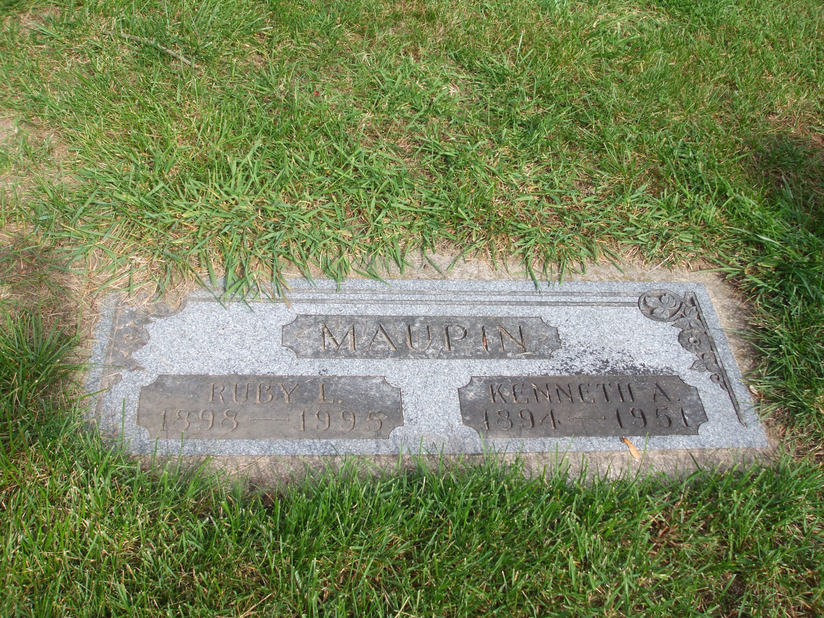 MAUPIN
RUBY L.
1898 — 1995
KENNETH A.
1894 — 1951